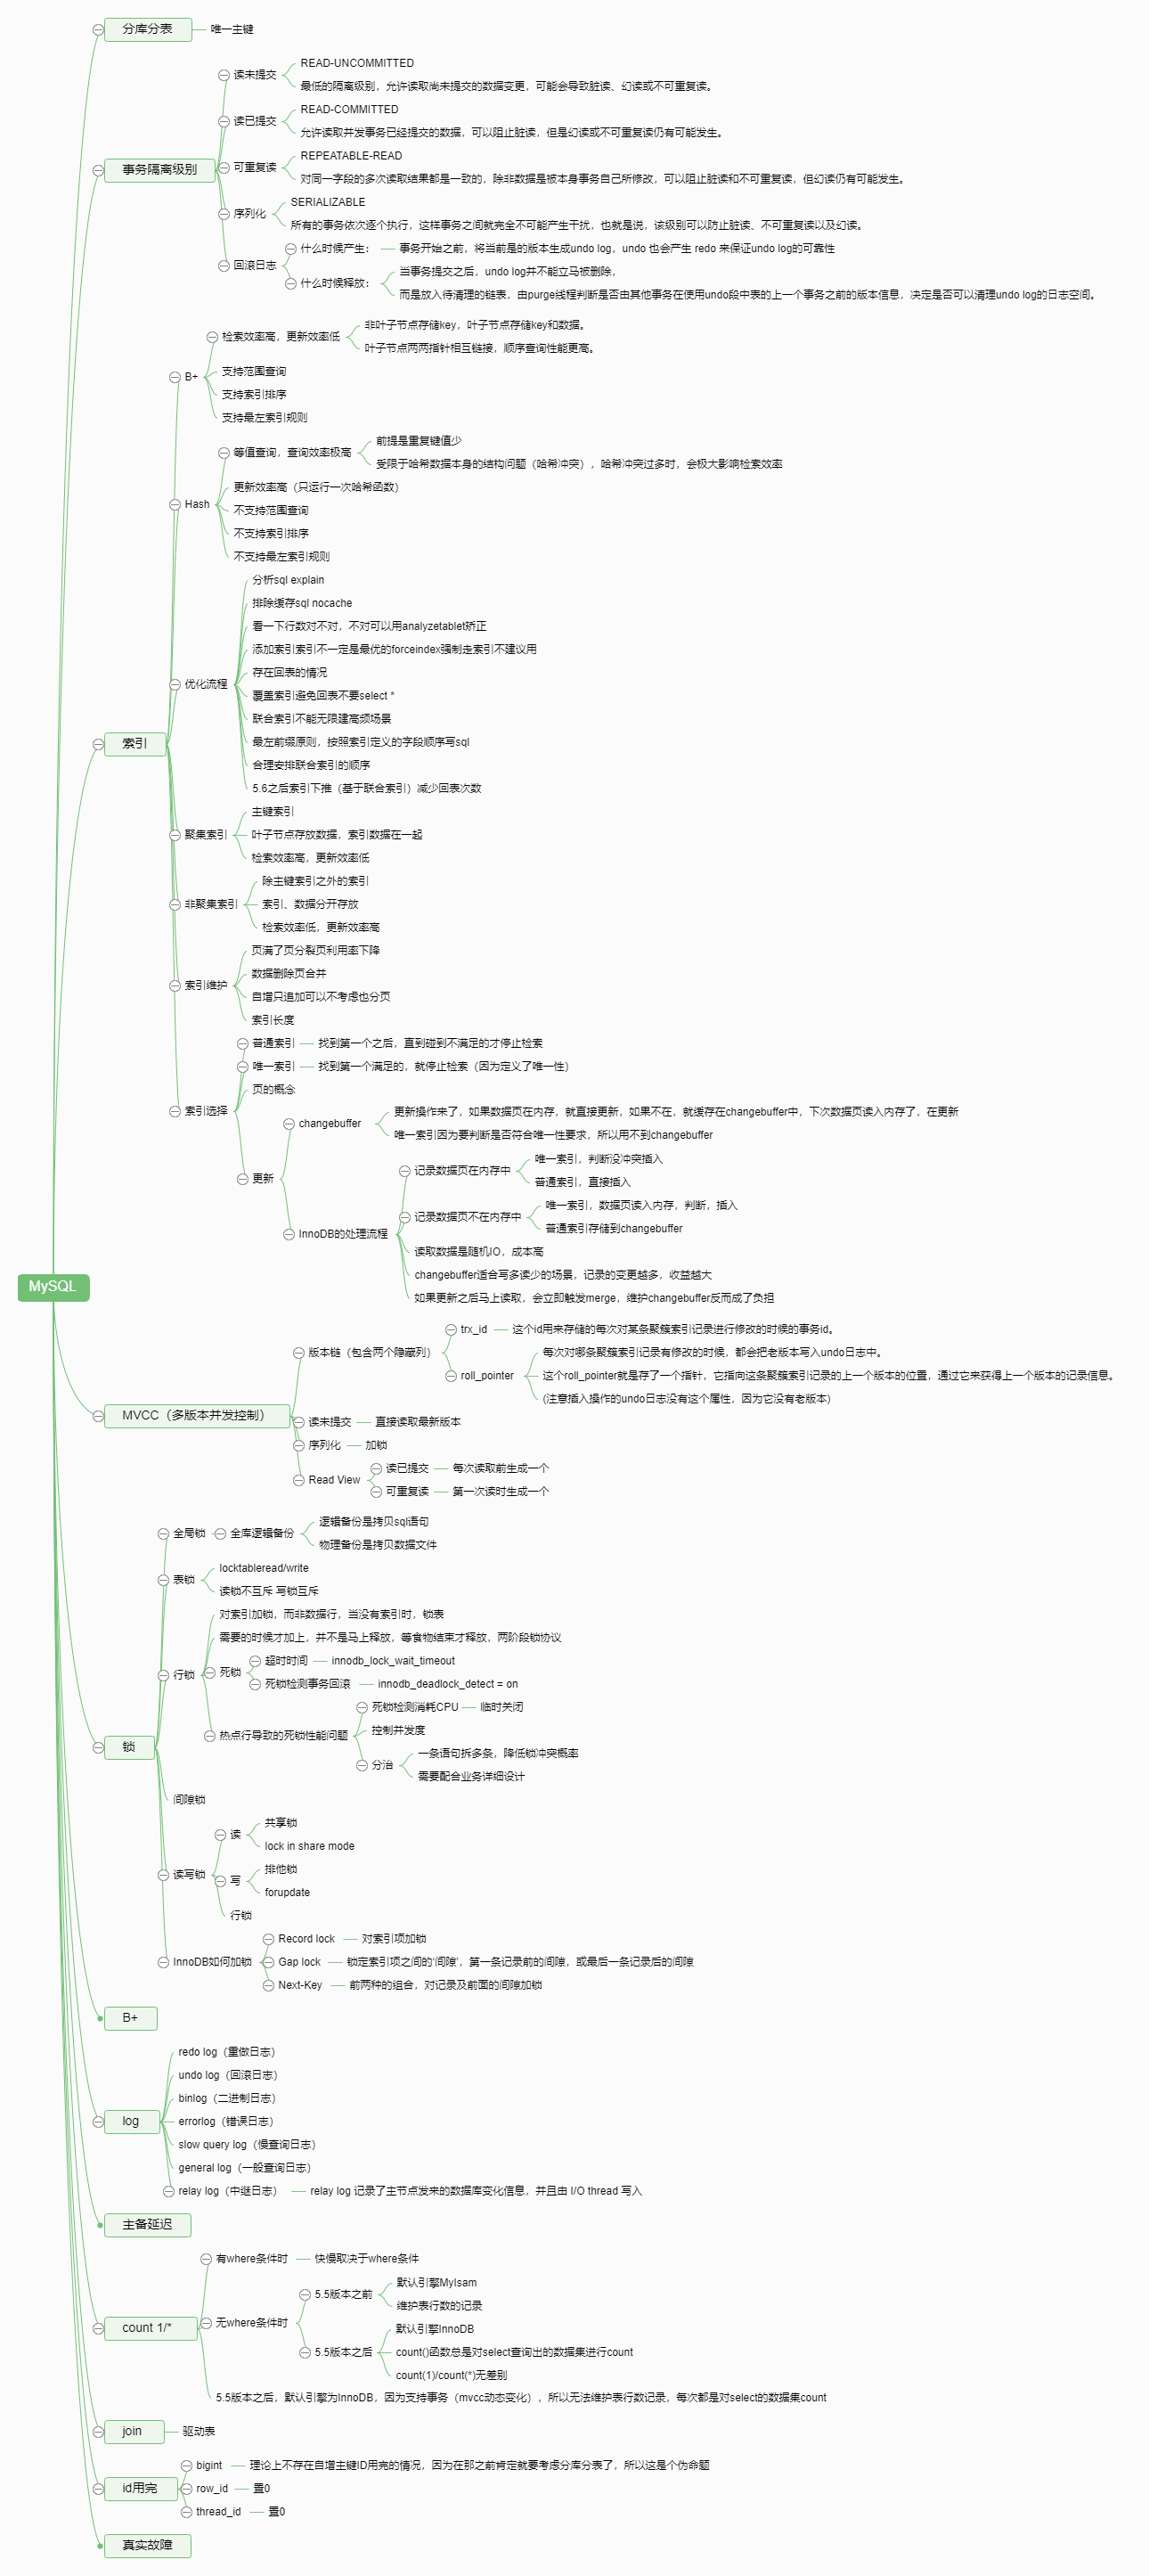 MySQL
分库分表
唯一主键
事务隔离级别
读未提交
READ-UNCOMMITTED
最低的隔离级别，允许读取尚未提交的数据变更，可能会导致脏读、幻读或不可重复读。
读已提交
READ-COMMITTED
允许读取并发事务已经提交的数据，可以阻止脏读，但是幻读或不可重复读仍有可能发生。
可重复读
REPEATABLE-READ
对同一字段的多次读取结果都是一致的，除非数据是被本身事务自己所修改，可以阻止脏读和不可重复读，但幻读仍有可能发生。
序列化
SERIALIZABLE
所有的事务依次逐个执行，这样事务之间就完全不可能产生干扰，也就是说，该级别可以防止脏读、不可重复读以及幻读。
回滚日志
什么时候产生：
事务开始之前，将当前是的版本生成undo log，undo 也会产生 redo 来保证undo log的可靠性
什么时候释放：
当事务提交之后，undo log并不能立马被删除，
而是放入待清理的链表，由purge线程判断是否由其他事务在使用undo段中表的上一个事务之前的版本信息，决定是否可以清理undo log的日志空间。
索引
B+
检索效率高，更新效率低
非叶子节点存储key，叶子节点存储key和数据。
叶子节点两两指针相互链接，顺序查询性能更高。
支持范围查询
支持索引排序
支持最左索引规则
Hash
等值查询，查询效率极高
前提是重复键值少
受限于哈希数据本身的结构问题（哈希冲突），哈希冲突过多时，会极大影响检索效率
更新效率高（只运行一次哈希函数）
不支持范围查询
不支持索引排序
不支持最左索引规则
优化流程
分析sql explain
排除缓存sql nocache
看一下行数对不对，不对可以用analyzetablet矫正
添加索引索引不一定是最优的forceindex强制走索引不建议用
存在回表的情况
覆盖索引避免回表不要select *
联合索引不能无限建高频场景
最左前缀原则，按照索引定义的字段顺序写sql
合理安排联合索引的顺序
5.6之后索引下推（基于联合索引）减少回表次数
聚集索引
主键索引
叶子节点存放数据，索引数据在一起
检索效率高，更新效率低
非聚集索引
除主键索引之外的索引
索引、数据分开存放
检索效率低，更新效率高
索引维护
页满了页分裂页利用率下降
数据删除页合并
自增只追加可以不考虑也分页
索引长度
索引选择
普通索引
找到第一个之后，直到碰到不满足的才停止检索
唯一索引
找到第一个满足的，就停止检索（因为定义了唯一性）
页的概念
更新
changebuffer
更新操作来了，如果数据页在内存，就直接更新，如果不在，就缓存在changebuffer中，下次数据页读入内存了，在更新
唯一索引因为要判断是否符合唯一性要求，所以用不到changebuffer
InnoDB的处理流程
记录数据页在内存中
唯一索引，判断没冲突插入
普通索引，直接插入
记录数据页不在内存中
唯一索引，数据页读入内存，判断，插入
普通索引存储到changebuffer
读取数据是随机IO，成本高
changebuffer适合写多读少的场景，记录的变更越多，收益越大
如果更新之后马上读取，会立即触发merge，维护changebuffer反而成了负担
MVCC（多版本并发控制）
版本链（包含两个隐藏列）
trx_id
这个id用来存储的每次对某条聚簇索引记录进行修改的时候的事务id。
roll_pointer
每次对哪条聚簇索引记录有修改的时候，都会把老版本写入undo日志中。
这个roll_pointer就是存了一个指针，它指向这条聚簇索引记录的上一个版本的位置，通过它来获得上一个版本的记录信息。
(注意插入操作的undo日志没有这个属性，因为它没有老版本)
读未提交
直接读取最新版本
序列化
加锁
Read View
读已提交
每次读取前生成一个
可重复读
第一次读时生成一个
锁
全局锁
全库逻辑备份
逻辑备份是拷贝sql语句
物理备份是拷贝数据文件
表锁
locktableread/write
读锁不互斥 写锁互斥
行锁
对索引加锁，而非数据行，当没有索引时，锁表
需要的时候才加上，并不是马上释放，等食物结束才释放，两阶段锁协议
死锁
超时时间
innodb_lock_wait_timeout
死锁检测事务回滚
innodb_deadlock_detect = on
热点行导致的死锁性能问题
死锁检测消耗CPU
临时关闭
控制并发度
分治
一条语句拆多条，降低锁冲突概率
需要配合业务详细设计
间隙锁
读写锁
读
共享锁
lock in share mode
写
排他锁
forupdate
行锁
InnoDB如何加锁
Record lock
对索引项加锁
Gap lock
锁定索引项之间的‘间隙’，第一条记录前的间隙，或最后一条记录后的间隙
Next-Key
前两种的组合，对记录及前面的间隙加锁
B+
log
redo log（重做日志）
undo log（回滚日志）
binlog（二进制日志）
errorlog（错误日志）
slow query log（慢查询日志）
general log（一般查询日志）
relay log（中继日志）
relay log 记录了主节点发来的数据库变化信息，并且由 I/O thread 写入
主备延迟
count 1/*
有where条件时
快慢取决于where条件
无where条件时
5.5版本之前
默认引擎MyIsam
维护表行数的记录
5.5版本之后
默认引擎InnoDB
count()函数总是对select查询出的数据集进行count
count(1)/count(*)无差别
5.5版本之后，默认引擎为InnoDB，因为支持事务（mvcc动态变化），所以无法维护表行数记录，每次都是对select的数据集count
join
驱动表
id用完
bigint
理论上不存在自增主键ID用完的情况，因为在那之前肯定就要考虑分库分表了，所以这是个伪命题
row_id
置0
thread_id
置0
真实故障